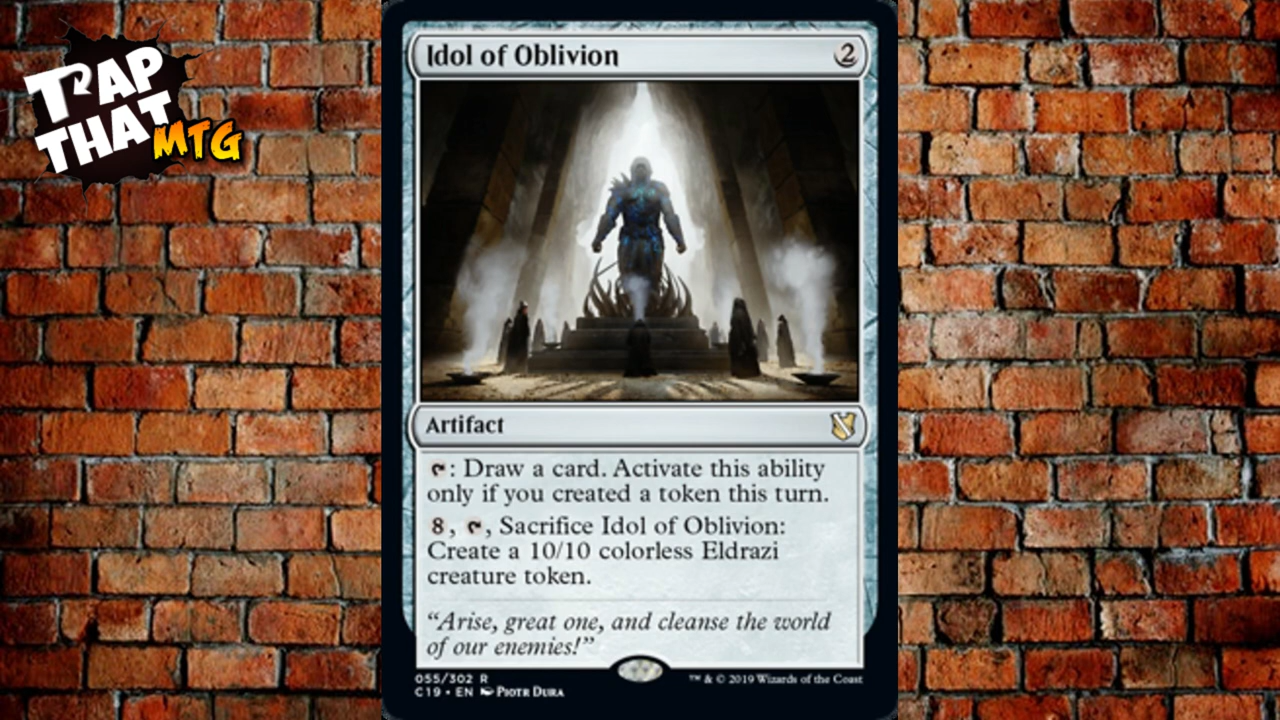 TRAP
THAT
MTG
Idol of Oblivion
2
Artifact
: Draw a card. Activate this ability
only if you created a token this turn.
8, , Sacrifice Idol of Oblivion:
Create a 10/10 colorless Eldrazi
creature token.
“Arise, great one, and cleanse the world
of our enemies!”
055/302 R
C19 • EN Piotr Dura
™ & © 2019 Wizards of the Coast